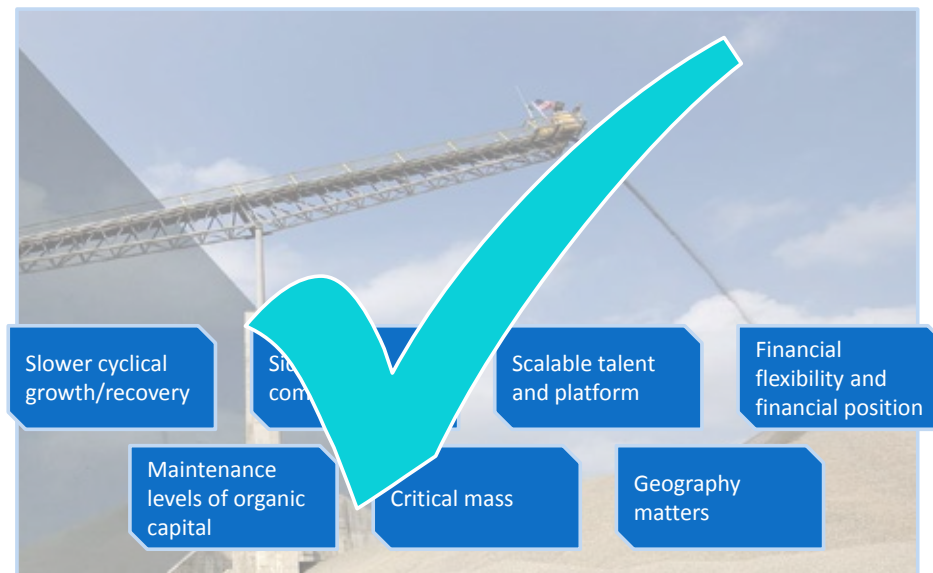 Slower cyclical
growth/recovery
Scalable talent
and platform
Financial
flexibility and
financial position
Maintenance
levels of organic
capital
Critical mass
Geography
matters